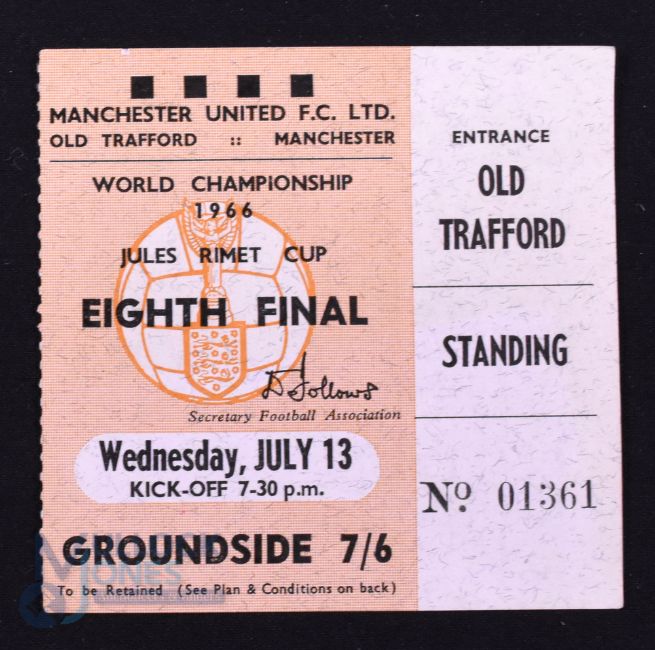 MANCHESTER UNITED F.C. LTD.
OLD TRAFFORD :: MANCHESTER
WORLD CHAMPIONSHIP
1966
JULES RIMET CUP
EIGHTH FINAL
D Follows
Secretary Football Association
Wednesday, JULY 13
KICK-OFF 7-30 p.m.
GROUNDSIDE 7/6
To be Retained (See Plan & Conditions on back)
ENTRANCE
OLD
TRAFFORD
STANDING
No. 01361
JONES